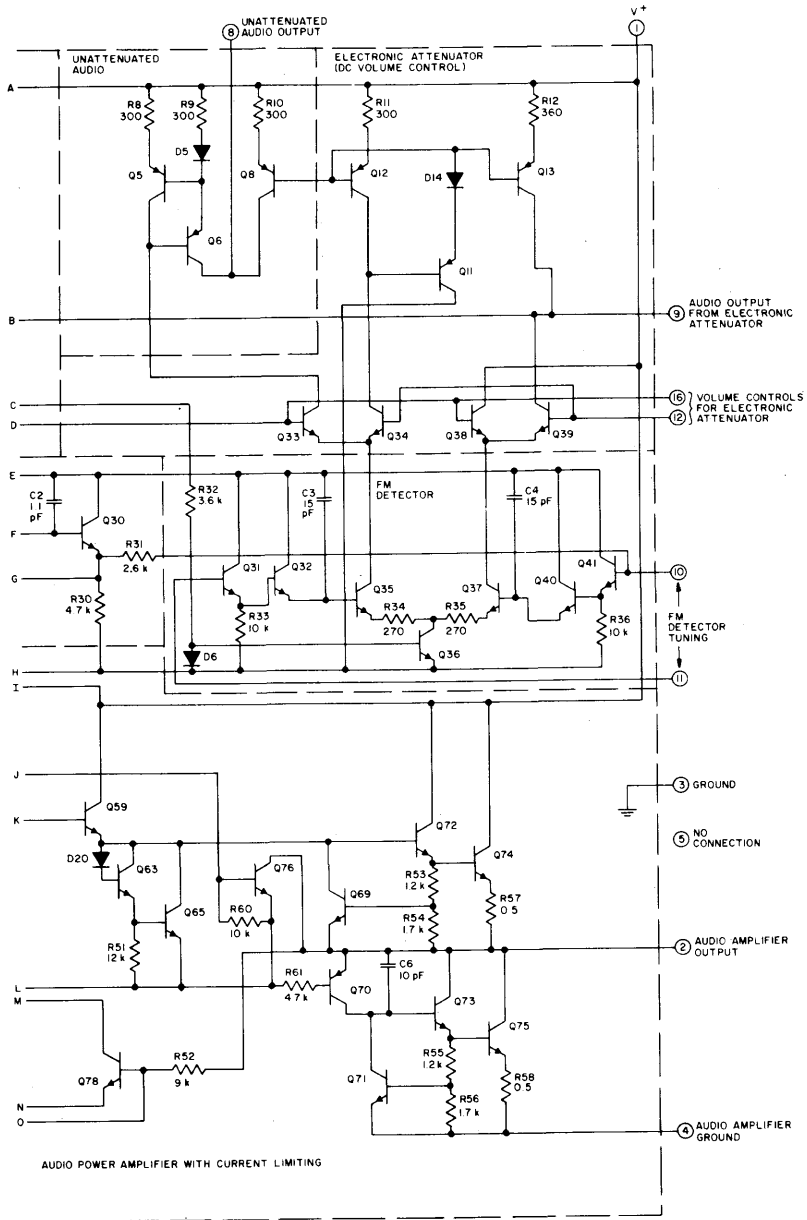 V+
1
8 UNATTENUATED
AUDIO OUTPUT
UNATTENUATED
AUDIO
ELECTRONIC ATTENUATOR
(DC VOLUME CONTROL)
A
R8
300
R9
300
R10
300
R11
300
R12
360
D5
Q5
Q8
Q12
D14
Q13
Q6
Q11
B
9 AUDIO OUTPUT
FROM ELECTRONIC
ATTENUATOR
C
D
16
12
VOLUME CONTROLS
FOR ELECTRONIC
ATTENUATOR
Q33
Q34
Q38
Q39
E
C2
1.1
pF
Q30
R32
3.6 k
C3
15
pF
FM
DETECTOR
C4
15 pF
F
R31
2.6 k
Q31
Q32
Q35
Q37
Q40
Q41
10
G
R30
4.7 k
R33
10 k
R34
270
R35
270
R36
10 k
FM
DETECTOR
TUNING
D6
Q36
H
I
11
J
3 GROUND
K
Q59
Q72
Q74
5 NO
CONNECTION
D20
Q63
Q76
Q69
R53
1.2 k
Q65
R60
10 k
R54
1.7 k
R57
0.5
R51
12 k
2 AUDIO AMPLIFIER
OUTPUT
L
R61
4.7 k
Q70
C6
10 pF
Q73
Q75
M
R52
9 k
Q78
Q71
R55
1.2 k
R58
0.5
R56
1.7 k
N
O
4 AUDIO AMPLIFIER
GROUND
AUDIO POWER AMPLIFIER WITH CURRENT LIMITING